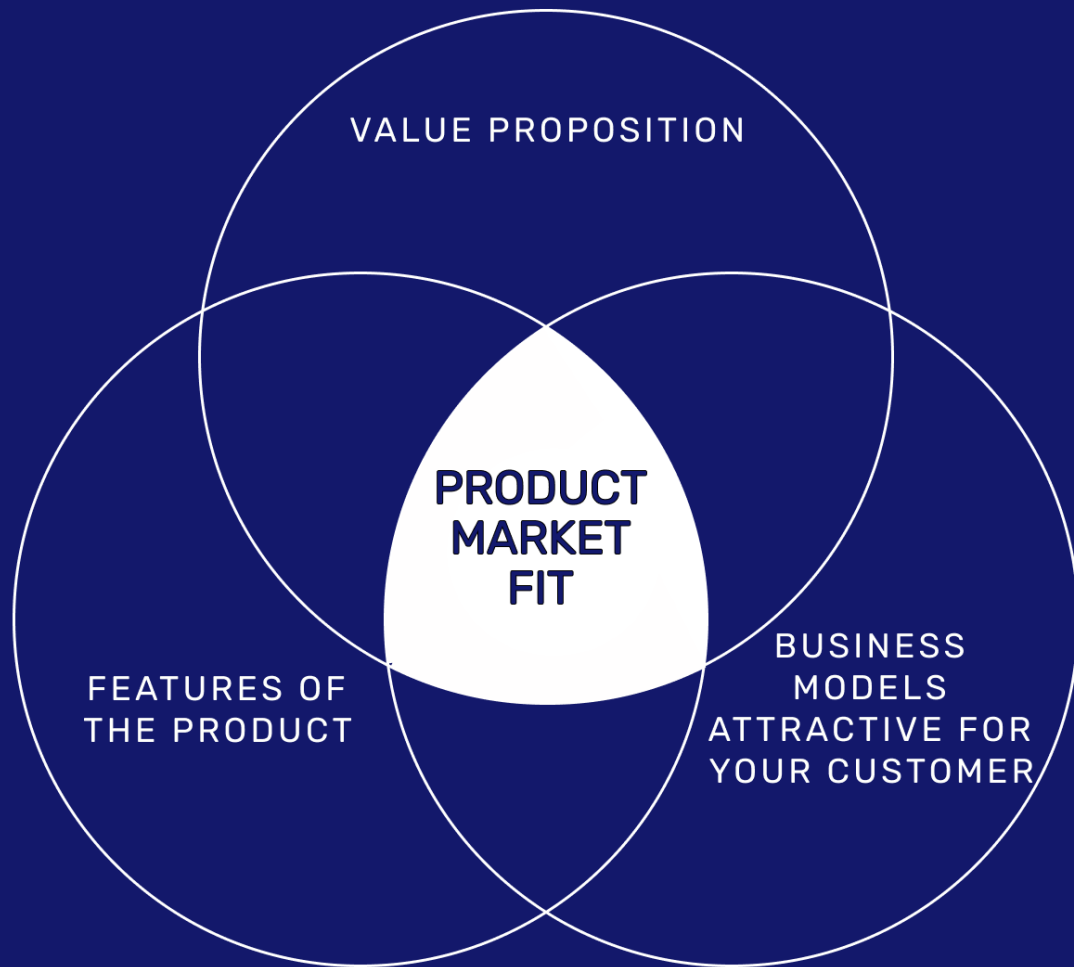 VALUE PROPOSITION
PRODUCT
MARKET
FIT
FEATURES OF
THE PRODUCT
BUSINESS
MODELS
ATTRACTIVE FOR
YOUR CUSTOMER